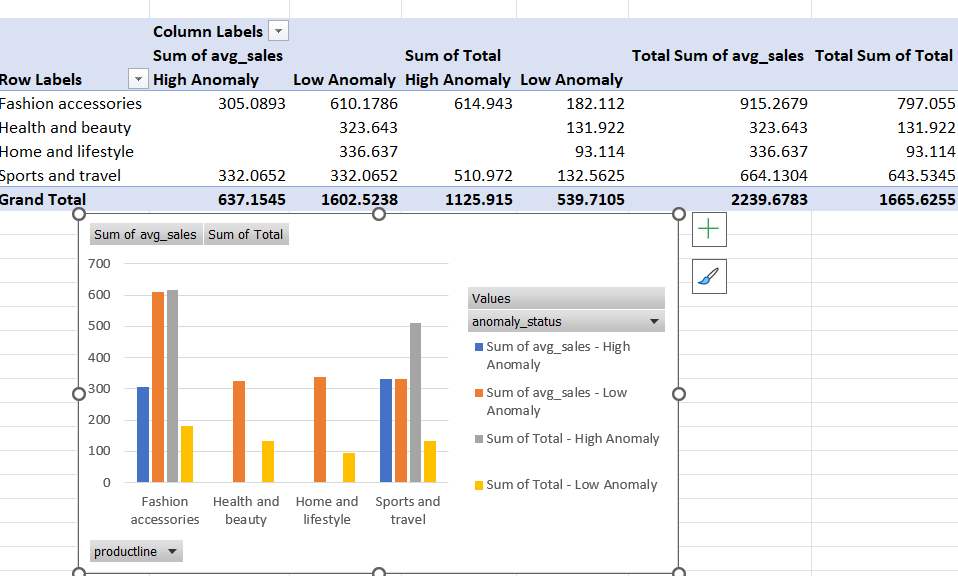 Column Labels
Sum of avg_sales Sum of Total Total Sum of avg_sales Total Sum of Total
Row Labels High Anomaly Low Anomaly High Anomaly Low Anomaly
Fashion accessories 305.0893 610.1786 614.943 182.112 915.2679 797.055
Health and beauty 323.643 131.922 323.643 131.922
Home and lifestyle 336.637 93.114 336.637 93.114
Sports and travel 332.0652 332.0652 510.972 132.5625 664.1304 643.5345
Grand Total 637.1545 1602.5238 1125.915 539.7105 2239.6783 1665.6255
Sum of avg_sales Sum of Total
700
600
500
400
300
200
100
0
Fashion accessories
Health and beauty
Home and lifestyle
Sports and travel
Values
anomaly_status
Sum of avg_sales - High
Anomaly
Sum of avg_sales - Low
Anomaly
Sum of Total - High Anomaly
Sum of Total - Low Anomaly
productline